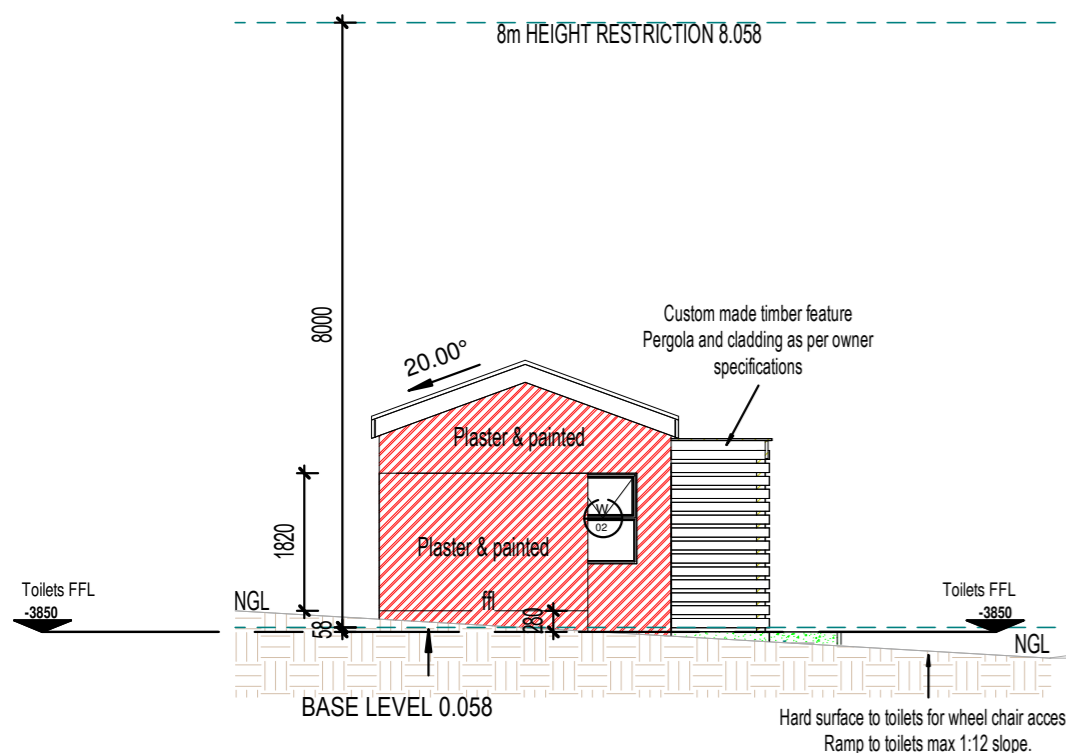 8m HEIGHT RESTRICTION 8.058
8000
Custom made timber feature
Pergola and cladding as per owner
specifications
20.00°
Plaster & painted
W
02
1820
Plaster & painted
Toilets FFL
-3850
NGL
ffl
280
58
Toilets FFL
-3850
NGL
BASE LEVEL 0.058
Hard surface to toilets for wheel chair acces
Ramp to toilets max 1:12 slope.